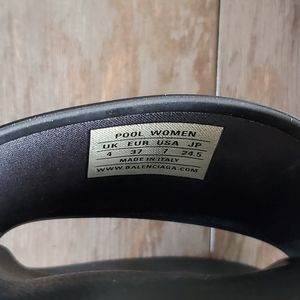 POOL WOMEN
UK EUR USA JP
4 37 7 24.5
MADE IN ITALY
WWW.BALENCIAGA.COM